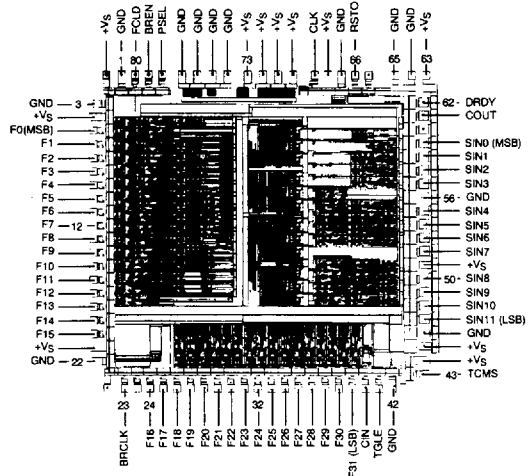 +VS
GND
FCLD
BREN
PSEL
GND
GND
GND
GND
+VS
+VS
+VS
+VS
CLK
+VS
GND
RSTO
GND
GND
+VS
1
80
73
66
65
63
GND 3
+VS
F0(MSB)
F1
F2
F3
F4
F5
F6
F7 12
F8
F9
F10
F11
F12
F13
F14
F15
+VS
GND 22
62 DRDY
COUT
SIN0 (MSB)
SIN1
SIN2
SIN3
56 GND
SIN4
SIN5
SIN6
SIN7
+VS
50 SIN8
SIN9
SIN10
SIN11 (LSB)
GND
+VS
+VS
43 TCMS
23
24
32
42
BRCLK
F16
F17
F18
F19
F20
F21
F22
F23
F24
F25
F26
F27
F28
F29
F30
F31 (LSB)
CIN
TGLE
GND